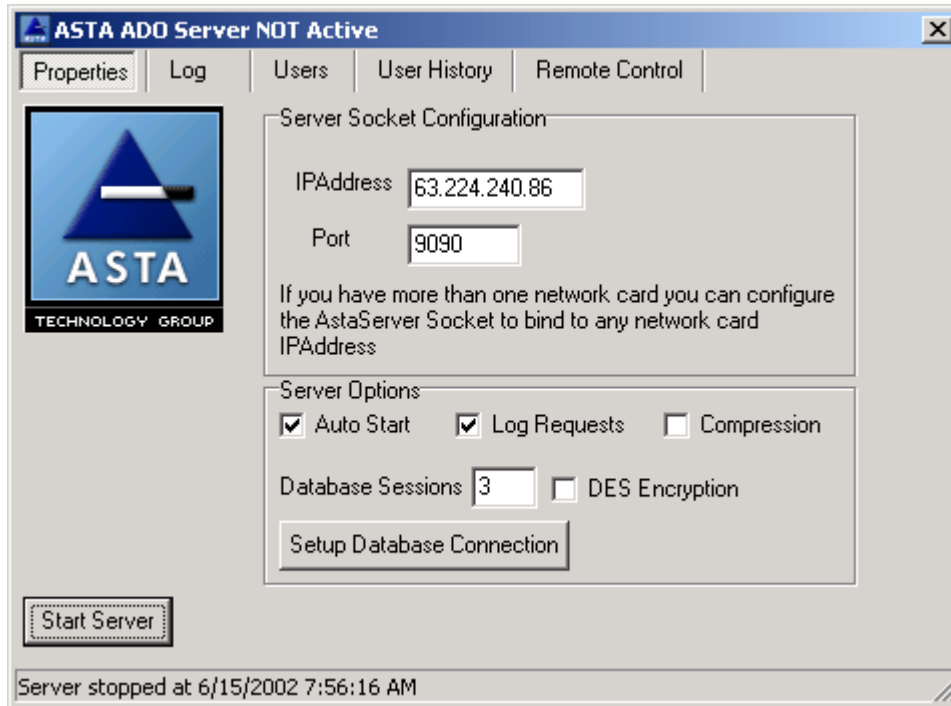 ASTA ADO Server NOT Active
Properties Log Users User History Remote Control
ASTA
TECHNOLOGY GROUP
Server Socket Configuration
IPAddress 63.224.240.86
Port 9090
If you have more than one network card you can configure
the AstaServer Socket to bind to any network card
IPAddress
Server Options
Auto Start Log Requests Compression
Database Sessions 3 DES Encryption
Setup Database Connection
Start Server
Server stopped at 6/15/2002 7:56:16 AM